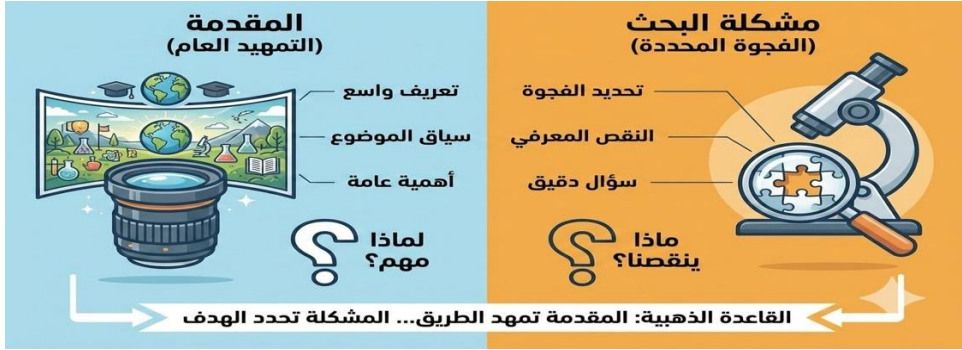 مشكلة البحث
(الفجوة المحددة)
تحديد الفجوة
النقص المعرفي
سؤال دقيق
ماذا
ينقصنا؟
؟
المقدمة
(التمهيد العام)
تعريف واسع
سياق الموضوع
أهمية عامة
لماذا
مهم؟
؟
القاعدة الذهبية: المقدمة تمهد الطريق... المشكلة تحدد الهدف